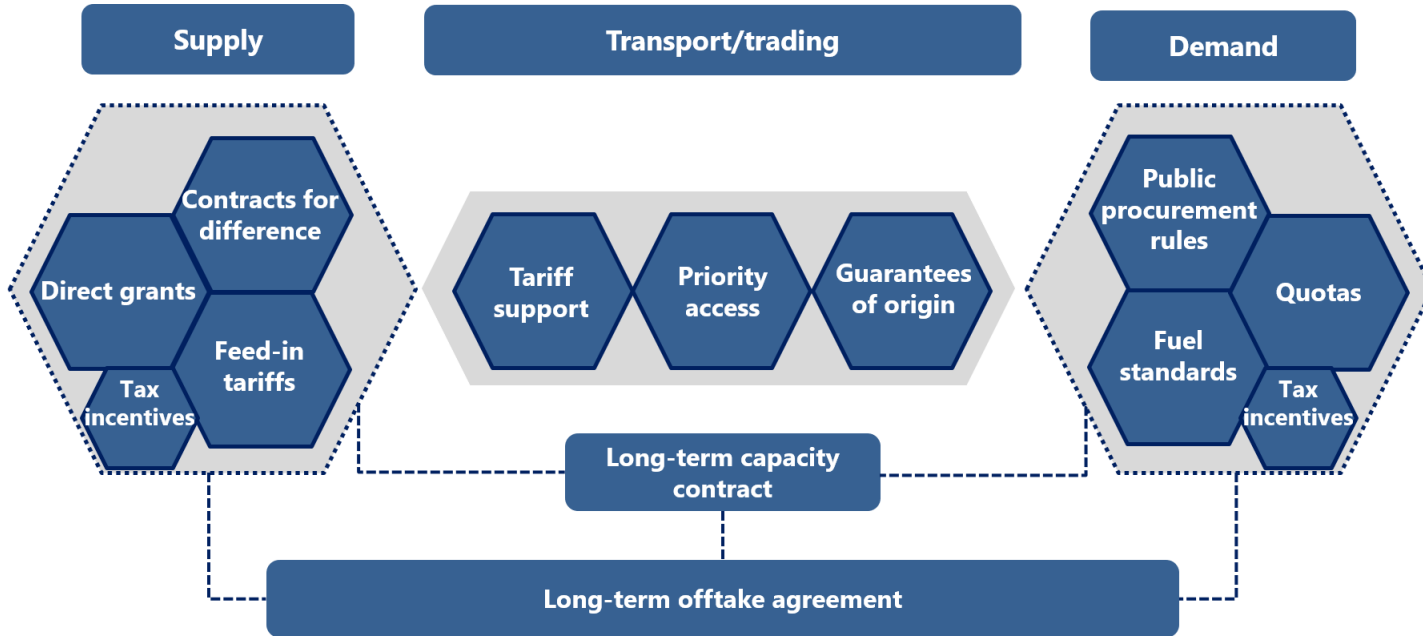 Supply
Transport/trading
Demand
Contracts for
difference
Direct grants
Feed-in
tariffs
Tax
incentives
Tariff
support
Priority
access
Guarantees
of origin
Public
procurement
rules
Quotas
Fuel
standards
Tax
incentives
Long-term capacity
contract
Long-term offtake agreement